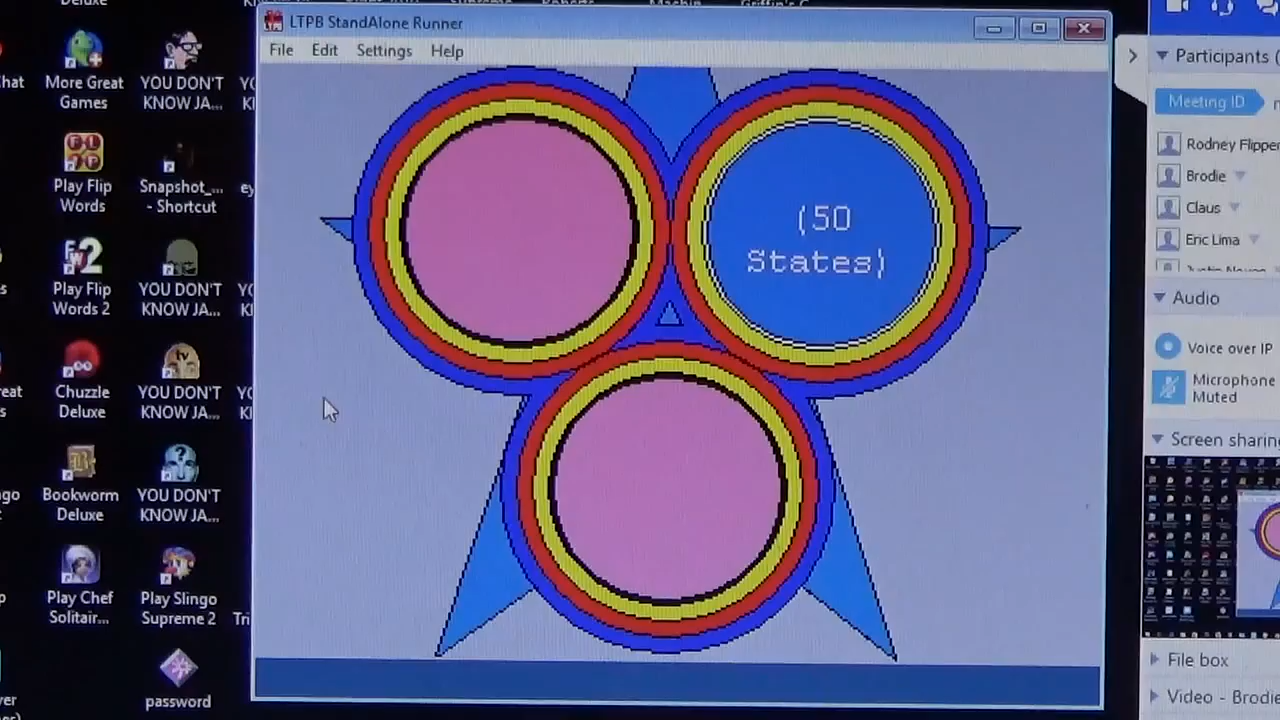 LTPB StandAlone Runner
File Edit Settings Help
(50
States)
More Great
Games
YOU DON'T
KNOW JA...
Play Flip
Words
Snapshot_...
- Shortcut
Play Flip
Words 2
YOU DON'T
KNOW JA...
Chuzzle
Deluxe
YOU DON'T
KNOW JA...
Bookworm
Deluxe
YOU DON'T
KNOW JA...
Play Chef
Solitair...
Play Slingo
Supreme 2
password
Participants (
Meeting ID
Rodney Flipper
Brodie
Claus
Eric Lima
Audio
Voice over IP
Microphone
Muted
Screen sharing
File box
Video - Brodie